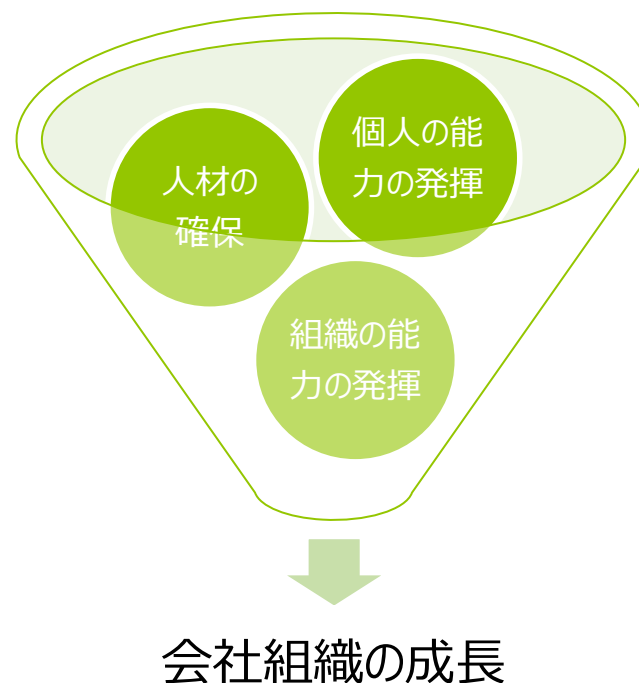 個人の能
力の発揮
人材の
確保
組織の能
力の発揮
会社組織の成長